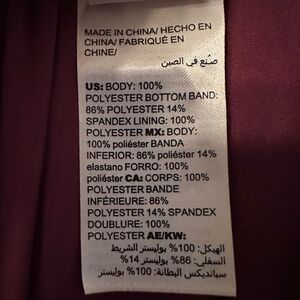 MADE IN CHINA/ HECHO EN
CHINA/ FABRIQUÉ EN
CHINE/
صنع في الصين
US: BODY: 100%
POLYESTER BOTTOM BAND:
86% POLYESTER 14%
SPANDEX LINING: 100%
POLYESTER MX: BODY:
100% poliéster BANDA
INFERIOR: 86% poliéster 14%
elastano FORRO: 100%
poliéster CA: CORPS: 100%
POLYESTER BANDE
INFÉRIEURE: 86%
POLYESTER 14% SPANDEX
DOUBLURE: 100%
POLYESTER AE/KW:
الهيكل: 100% بوليستر الشريط
السفلي: 86% بوليستر 14%
سباندیكس البطانة: 100% بوليستر